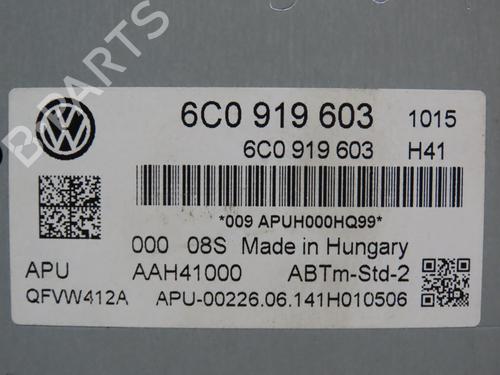 B PARTS
6C0 919 603 1015
6C0 919 603 H41
*009 APUH000HQ99*
000 08S Made in Hungary
APU AAH41000 ABTm-Std-2
QFVW412A APU-00226.06.141H010506